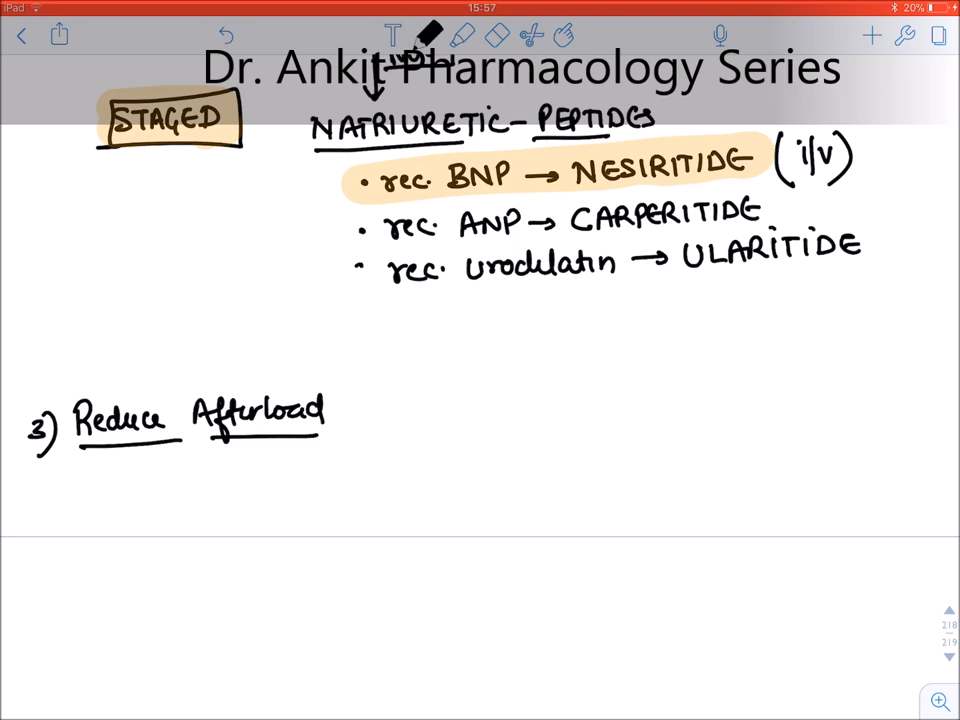 iPad 15:57 20%
Dr. Ankit Pharmacology Series
STAGED
NATRIURETIC - PEPTIDES
• rec. BNP → NESIRITIDE (i/v)
• rec. ANP → CARPERITIDE
• rec. urodilatin → ULARITIDE
3) Reduce Afterload
218
219